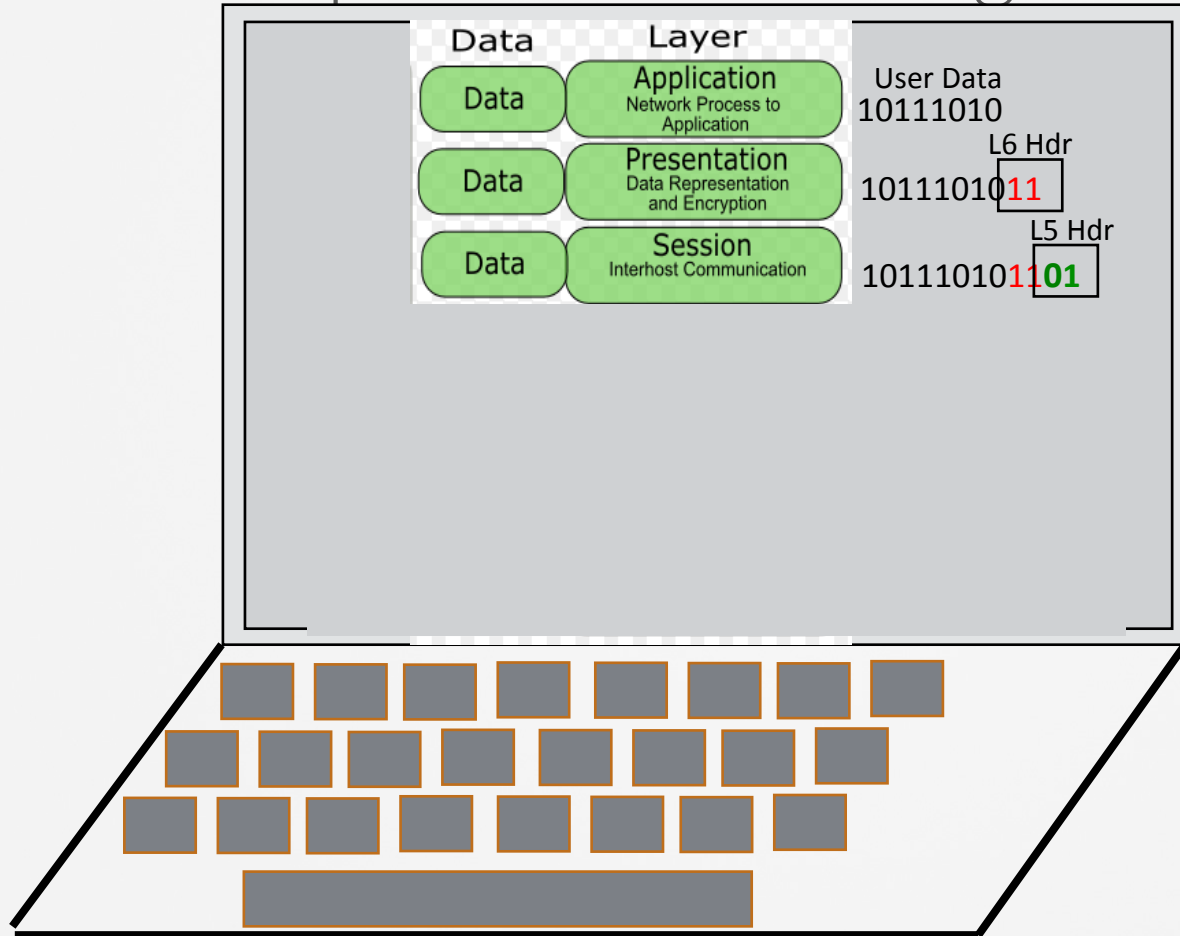 Data Layer
Data Application User Data
Network Process to 10111010
Application
L6 Hdr
Data Presentation 1011101011
Data Representation
and Encryption
L5 Hdr
Data Session 101110101101
Interhost Communication